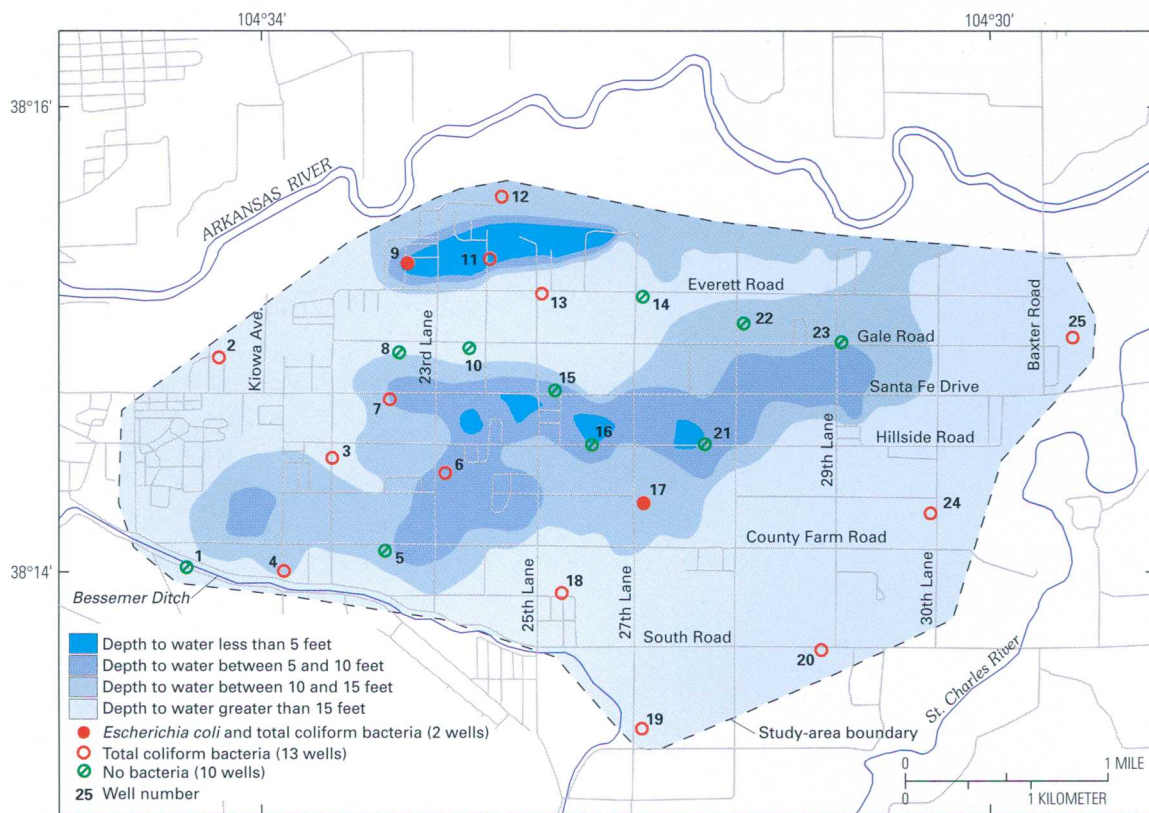 104°34'
104°30'
38°16'
ARKANSAS RIVER
12
9
11
Everett Road
13
14
Kiowa Ave.
23rd Lane
22
23
Gale Road
Baxter Road
25
2
8
10
15
Santa Fe Drive
7
16
21
Hillside Road
29th Lane
3
6
17
24
County Farm Road
1
4
5
38°14'
Bessemer Ditch
18
25th Lane
27th Lane
30th Lane
South Road
20
St. Charles River
19
Study-area boundary
Depth to water less than 5 feet
Depth to water between 5 and 10 feet
Depth to water between 10 and 15 feet
Depth to water greater than 15 feet
Escherichia coli and total coliform bacteria (2 wells)
Total coliform bacteria (13 wells)
No bacteria (10 wells)
25 Well number
0 1 MILE
0 1 KILOMETER